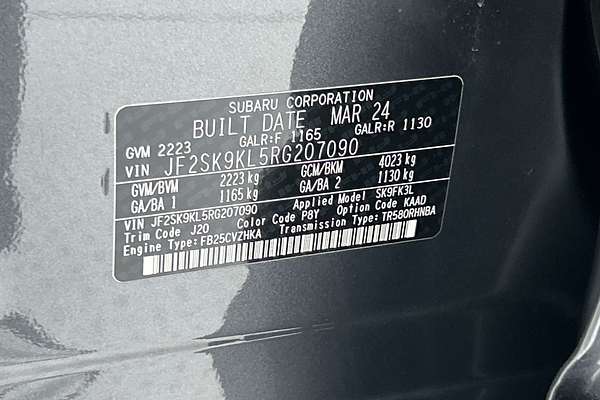 SUBARU CORPORATION
BUILT DATE MAR 24
GVM 2223 GALR:F 1165 GALR:R 1130
VIN JF2SK9KL5RG207090
GVM/BVM 2223 kg GCM/BKM 4023 kg
GA/BA 1 1165 kg GA/BA 2 1130 kg
VIN JF2SK9KL5RG207090 Applied Model SK9FK3L
Trim Code J20 Color Code P8Y Option Code KAAD
Engine Type: FB25CVZHKA Transmission Type: TR580RHNBA